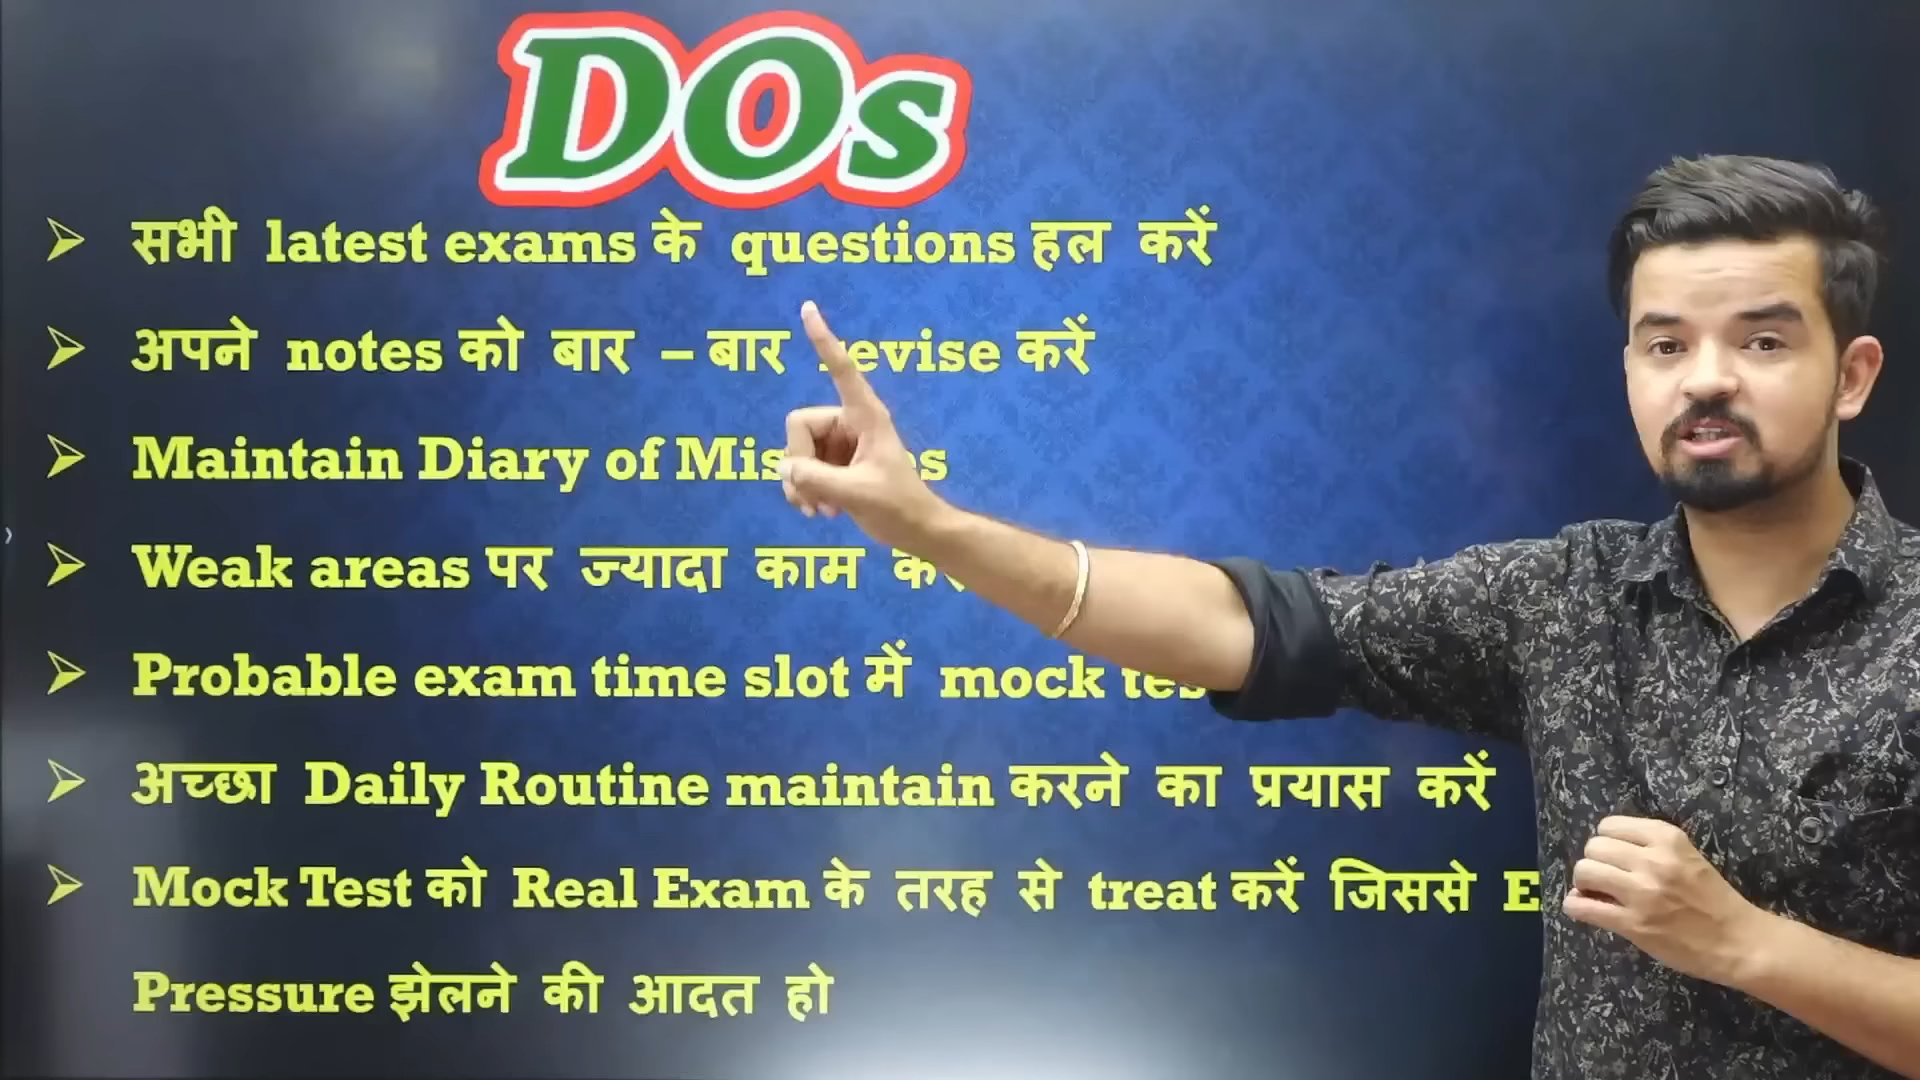 DOs
सभी latest exams के questions हल करें
अपने notes को बार – बार revise करें
Maintain Diary of
Weak areas पर ज्यादा काम
Probable exam time slot में mock
अच्छा Daily Routine maintain करने का प्रयास करें
Mock Test को Real Exam के तरह से treat करें जिससे
Pressure झेलने की आदत हो